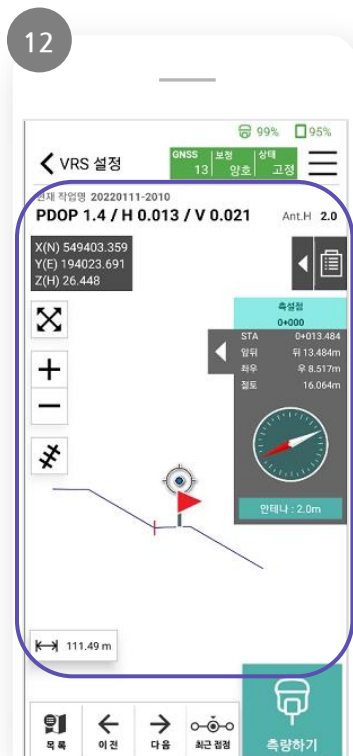 12
99% 95%
VRS 설정
GNSS 보정 상태
13 양호 고정
현재 작업명 20220111-2010
PDOP 1.4 / H 0.013 / V 0.021 Ant.H 2.0
X(N) 549403.359
Y(E) 194023.691
Z(H) 26.448
측설점
0+000
STA 0+013.484
앞뒤 뒤 13.484m
좌우 우 8.517m
절토 16.064m
안테나 : 2.0m
111.49 m
목록 이전 다음 최근 접점 측량하기